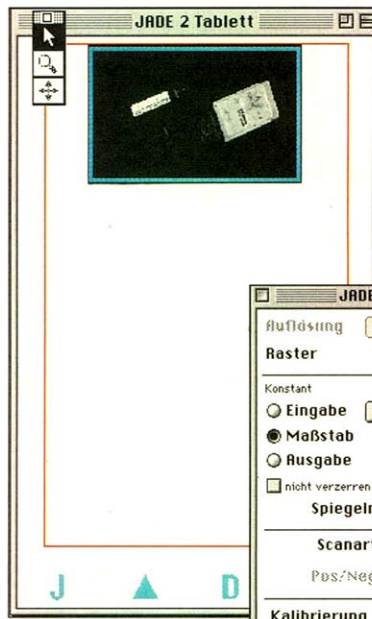 JADE 2 Tablett
JADE
Auflösung
Raster
Konstant
Eingabe
Maßstab
Ausgabe
nicht verzerren
Spiegeln
Scanart
Pos/Neg
Kalibrierung
J ▲ D